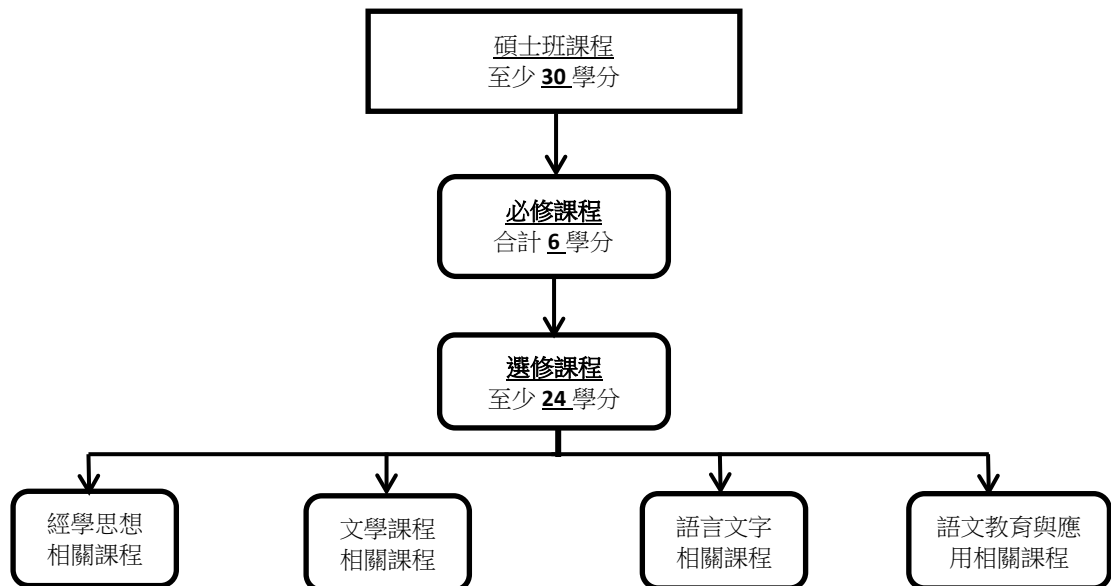 碩士班課程
至少 30 學分
必修課程
合計 6 學分
選修課程
至少 24 學分
經學思想
相關課程
文學課程
相關課程
語言文字
相關課程
語文教育與應
用相關課程